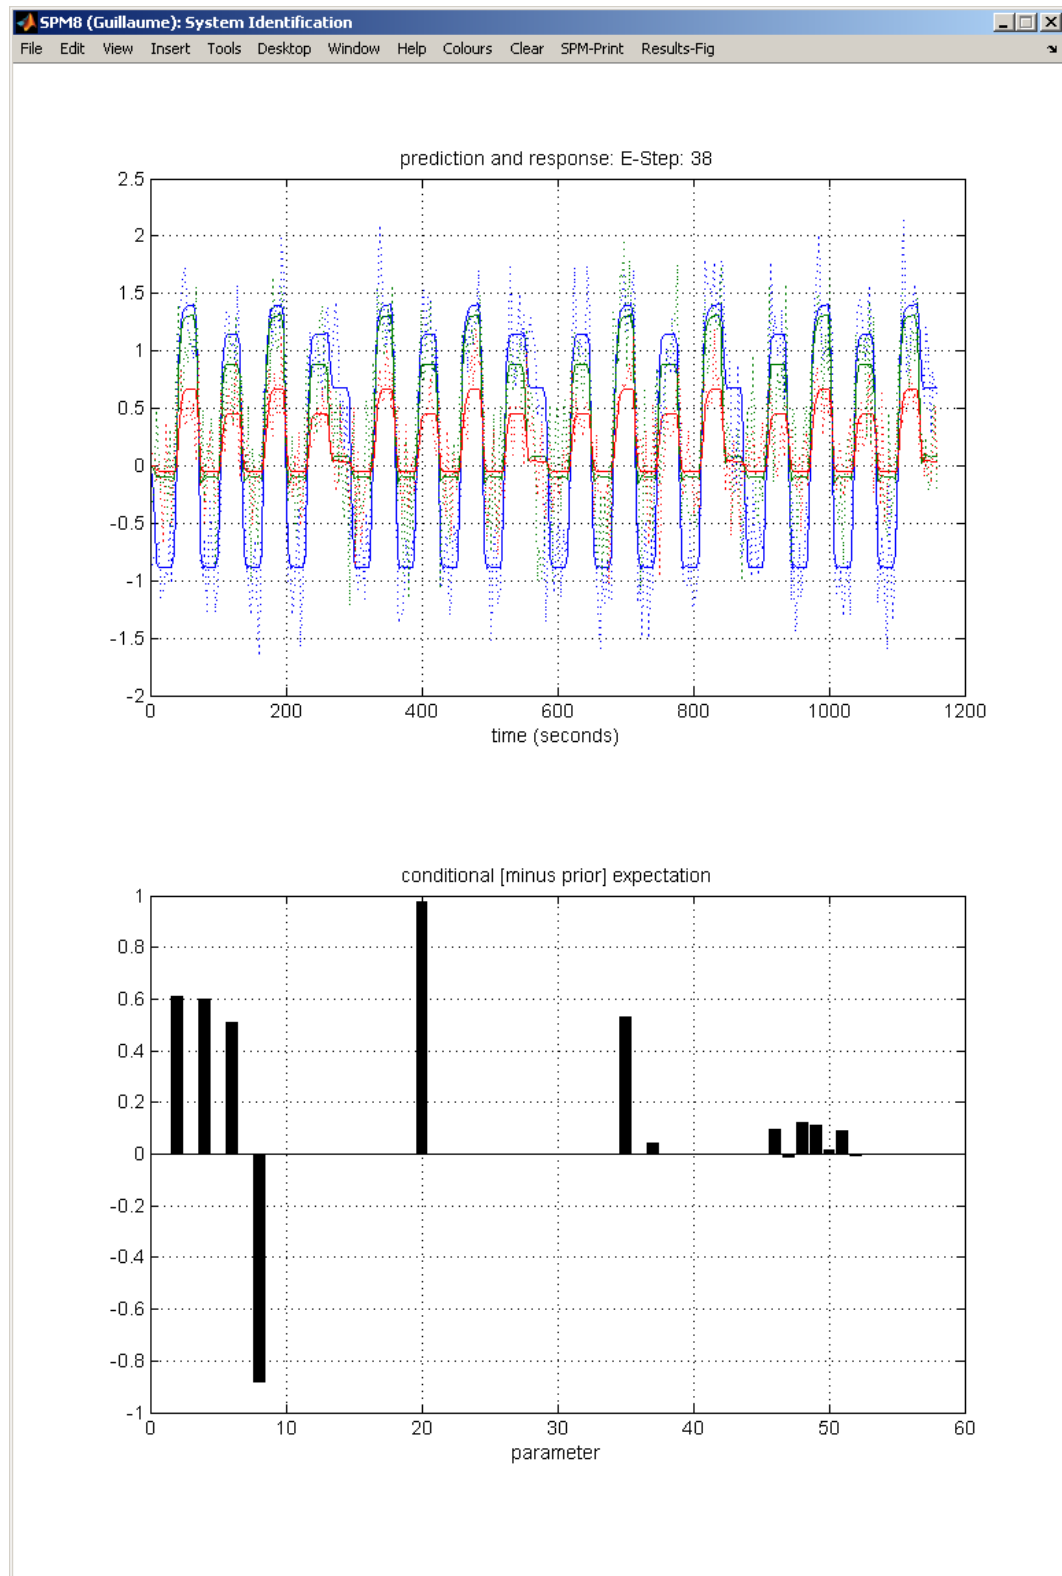 SPM8 (Guillaume): System Identification
File Edit View Insert Tools Desktop Window Help Colours Clear SPM-Print Results-Fig
prediction and response: E-Step: 38
2.5
2
1.5
1
0.5
0
-0.5
-1
-1.5
-2
0 200 400 600 800 1000 1200
time (seconds)
conditional [minus prior] expectation
1
0.8
0.6
0.4
0.2
0
-0.2
-0.4
-0.6
-0.8
-1
0 10 20 30 40 50 60
parameter